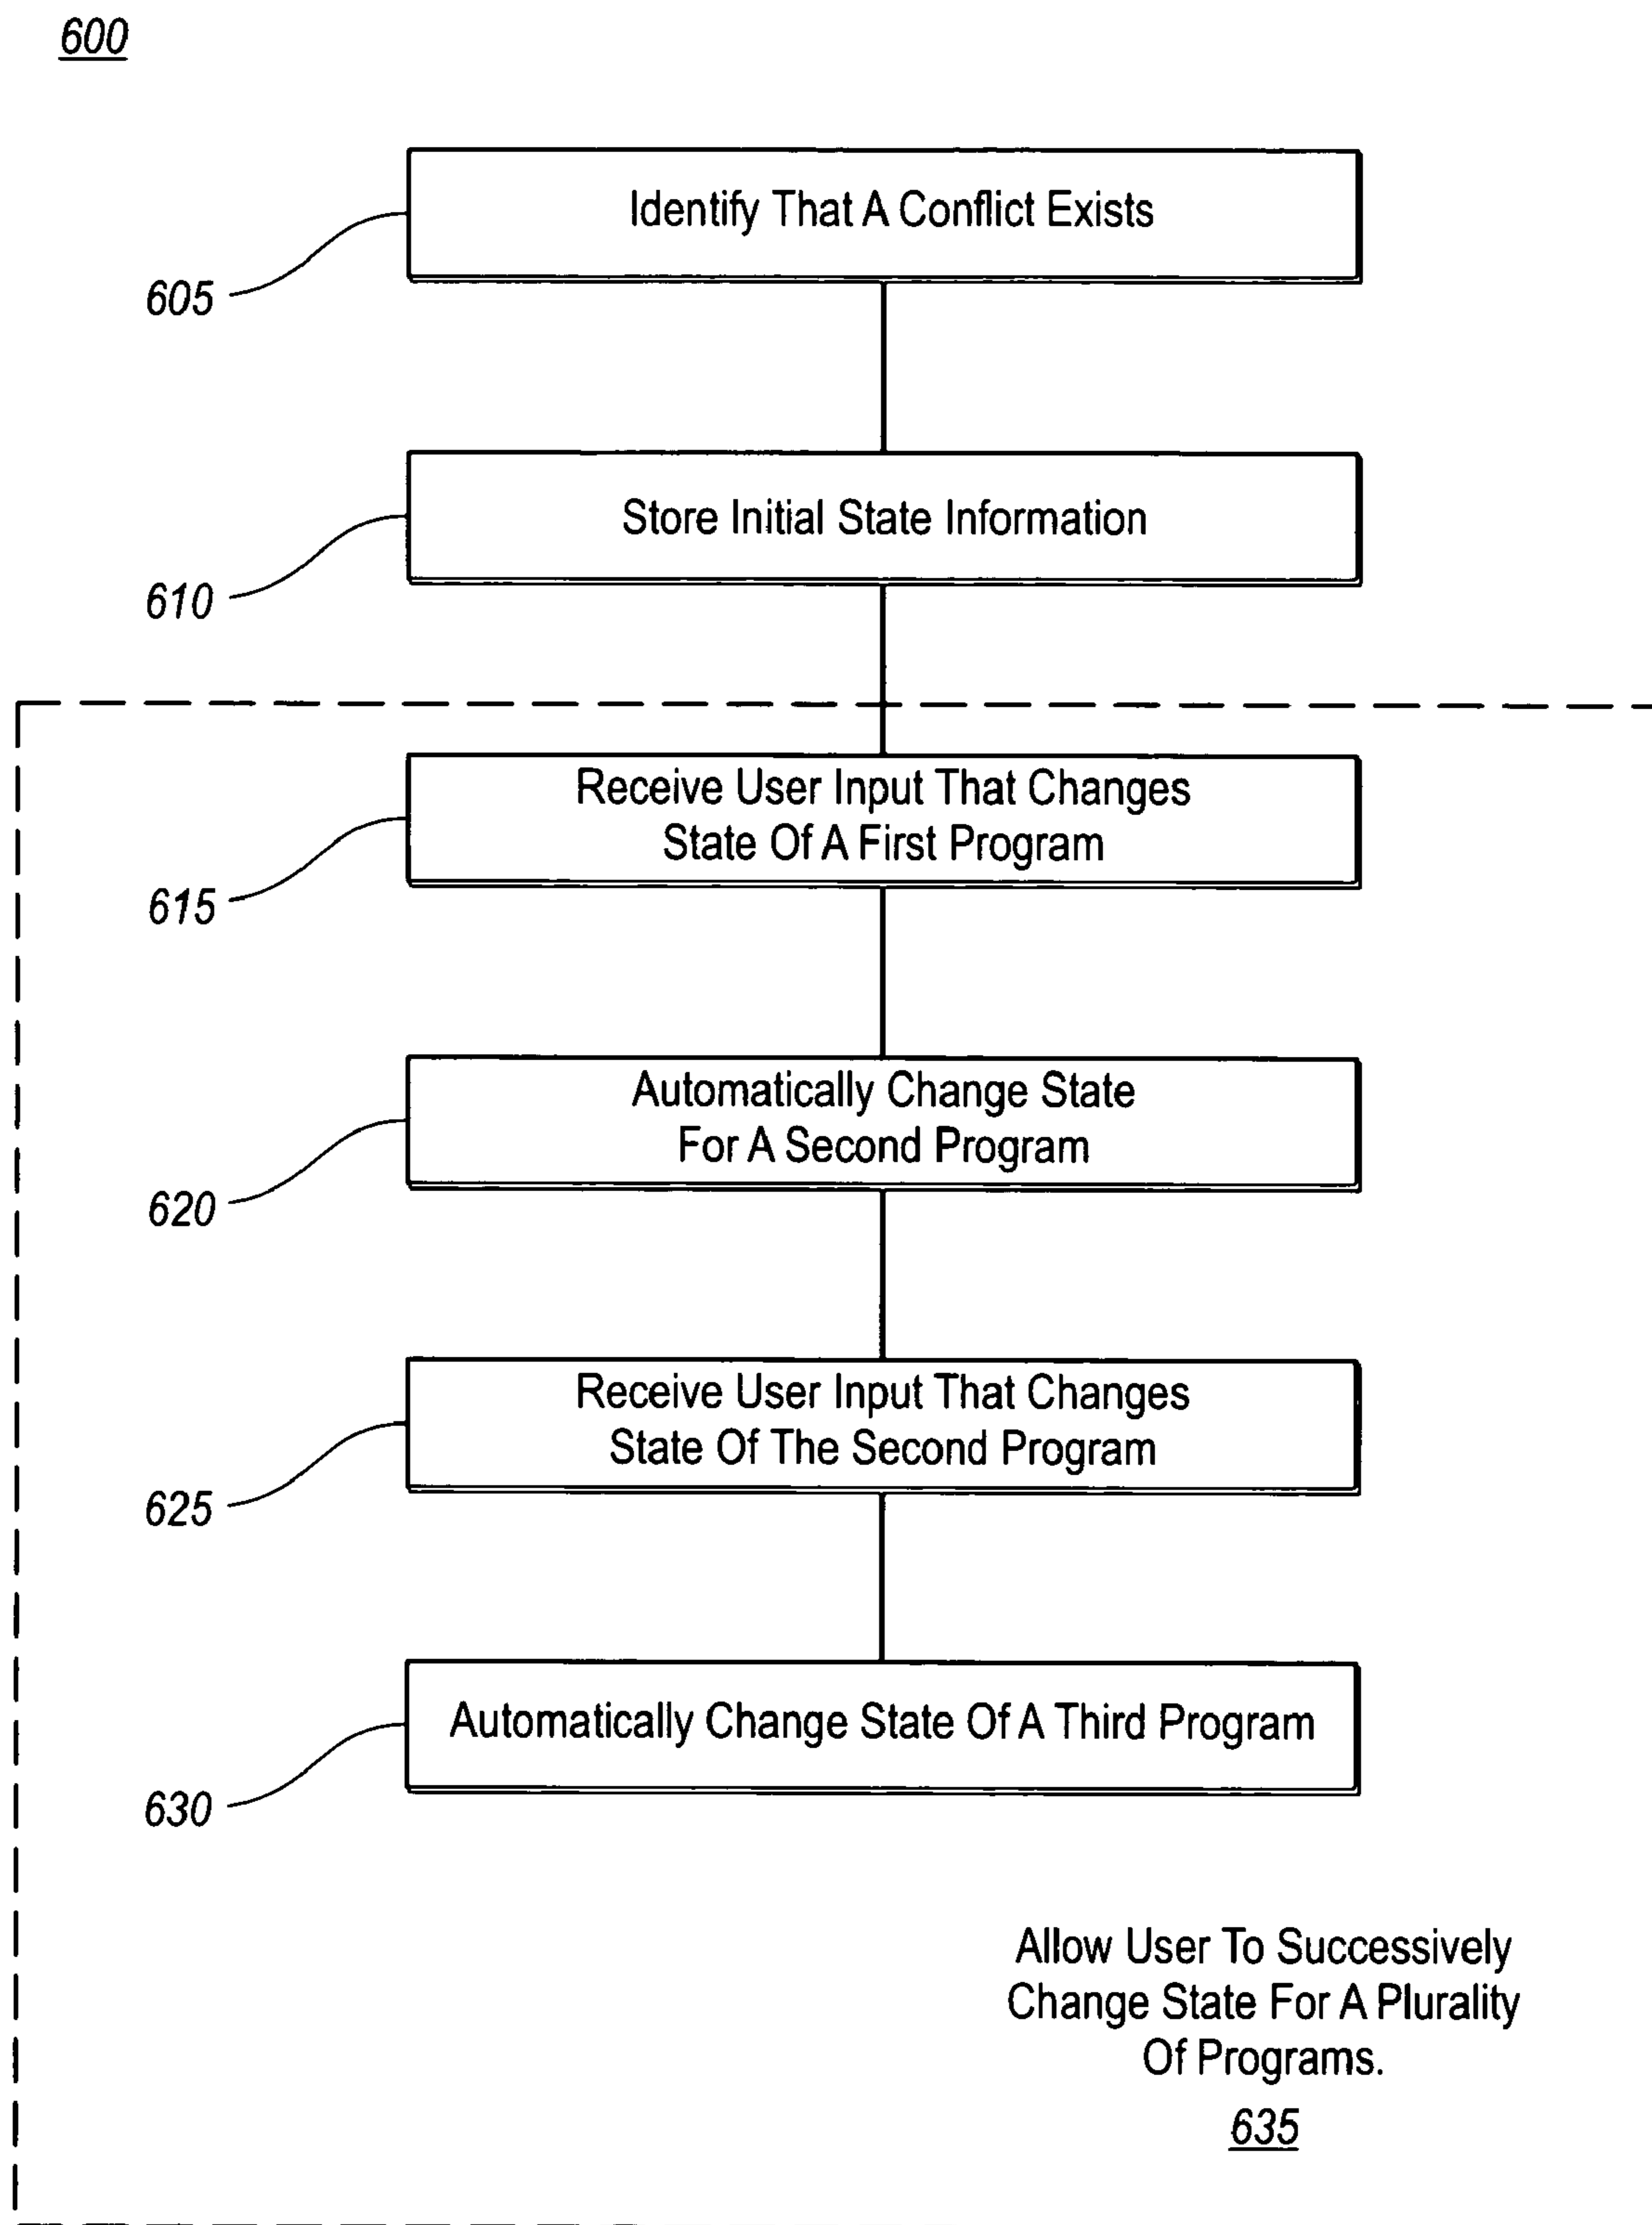 600
Identify That A Conflict Exists
605
Store Initial State Information
610
Receive User Input That Changes
State Of A First Program
615
Automatically Change State
For A Second Program
620
Receive User Input That Changes
State Of The Second Program
625
Automatically Change State Of A Third Program
630
Allow User To Successively
Change State For A Plurality
Of Programs.
635